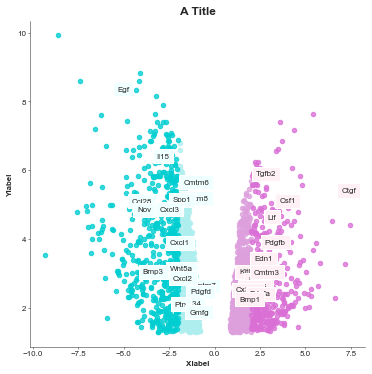 A Title
10
Egf
8
Il15
Tgfb2
6
Cmtm6
Ctgf
Ccl25
Spp1
Csf1
Nov
Cxcl3
Lif
Cxcl1
Pdgfb
4
Edn1
Wnt5a
Bmp3
Cmtm3
Cxcl2
Pdgfd
Bmp1
2
Gmfg
−10.0
−7.5
−5.0
−2.5
0.0
2.5
5.0
7.5
Xlabel
Ylabel